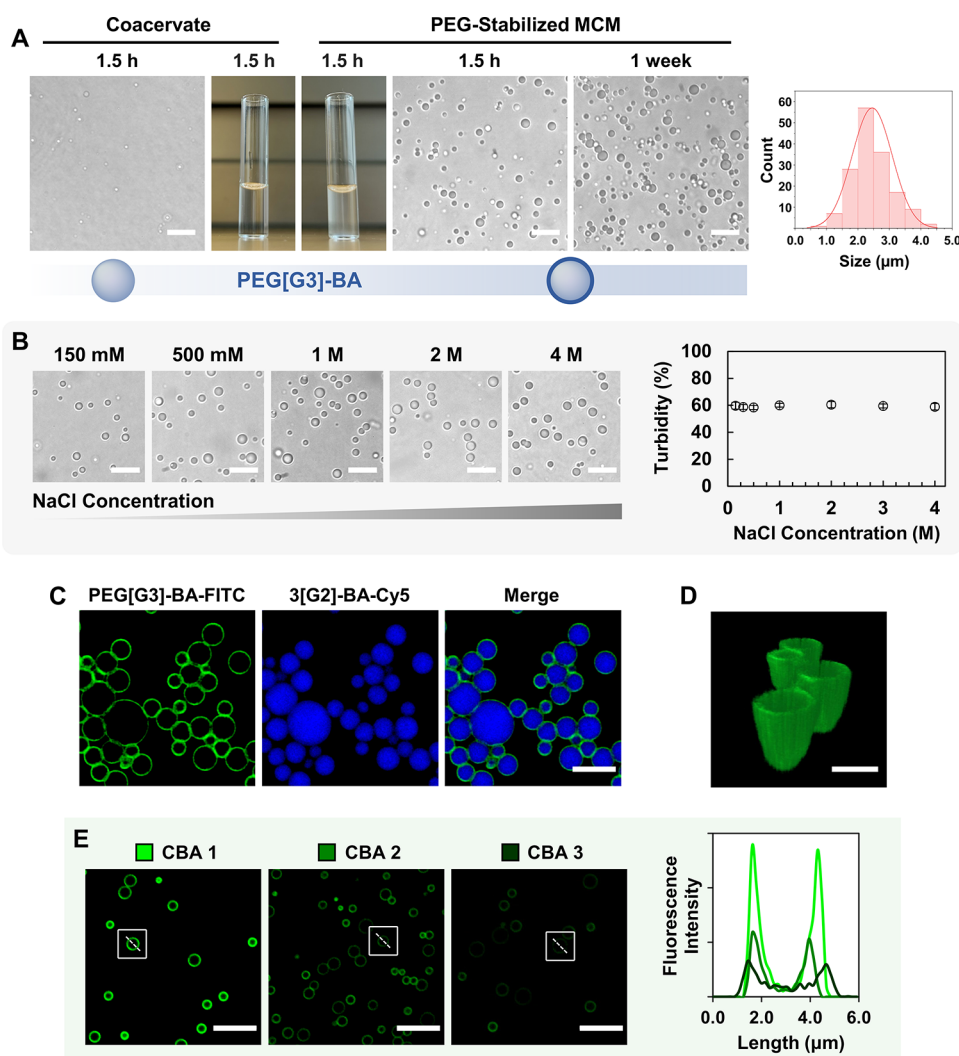 A
Coacervate
PEG-Stabilized MCM
1.5 h
1.5 h
1.5 h
1.5 h
1 week
60
50
40
30
20
10
Count
0.0 1.0 2.0 3.0 4.0 5.0
Size (µm)
PEG[G3]-BA
B
150 mM
500 mM
1 M
2 M
4 M
NaCl Concentration
100
80
60
40
20
0
Turbidity (%)
0 1 2 3 4
NaCl Concentration (M)
C
PEG[G3]-BA-FITC
3[G2]-BA-Cy5
Merge
D
E
CBA 1
CBA 2
CBA 3
Fluorescence
Intensity
0.0 2.0 4.0 6.0
Length (µm)